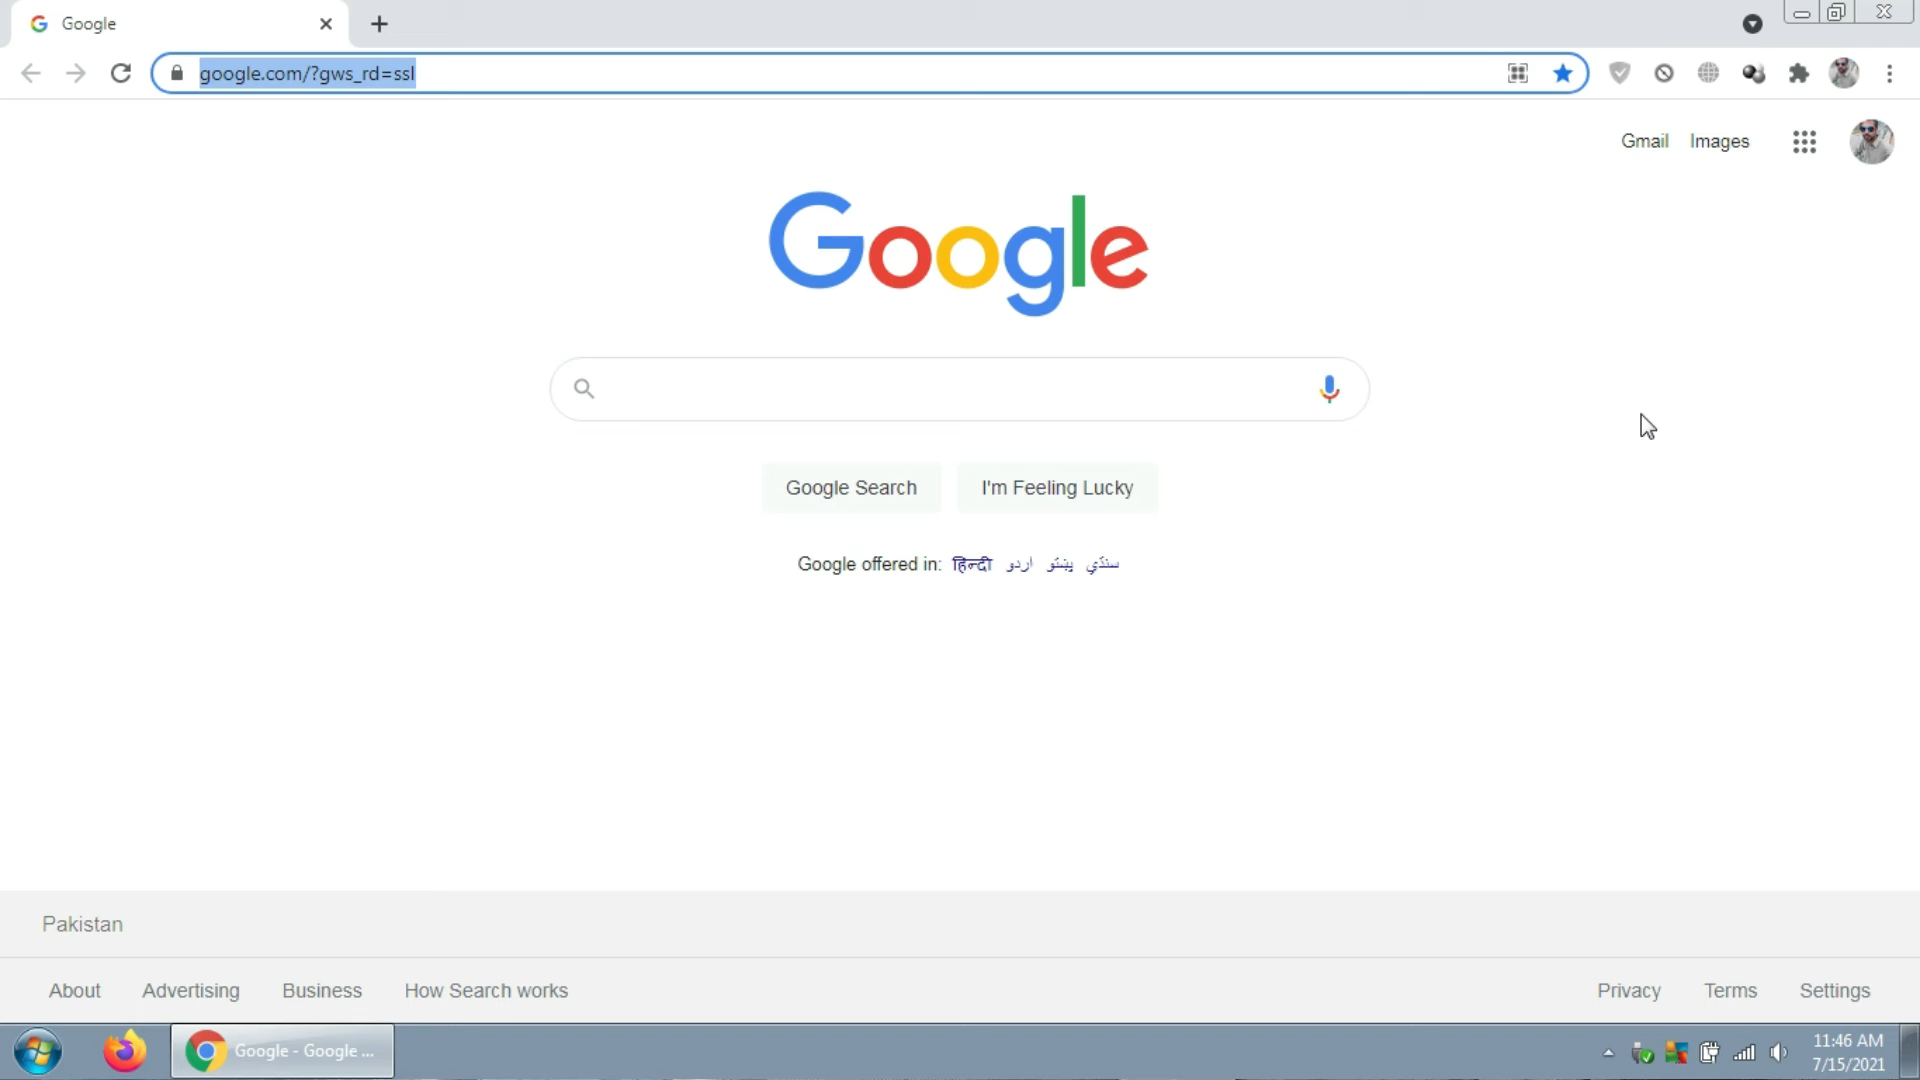 Google
google.com/?gws_rd=ssl
Gmail Images
Google
Google Search I'm Feeling Lucky
Google offered in: हिन्दी اردو پښتو سنڌي
Pakistan
About Advertising Business How Search works Privacy Terms Settings
Google - Google ...
11:46 AM
7/15/2021